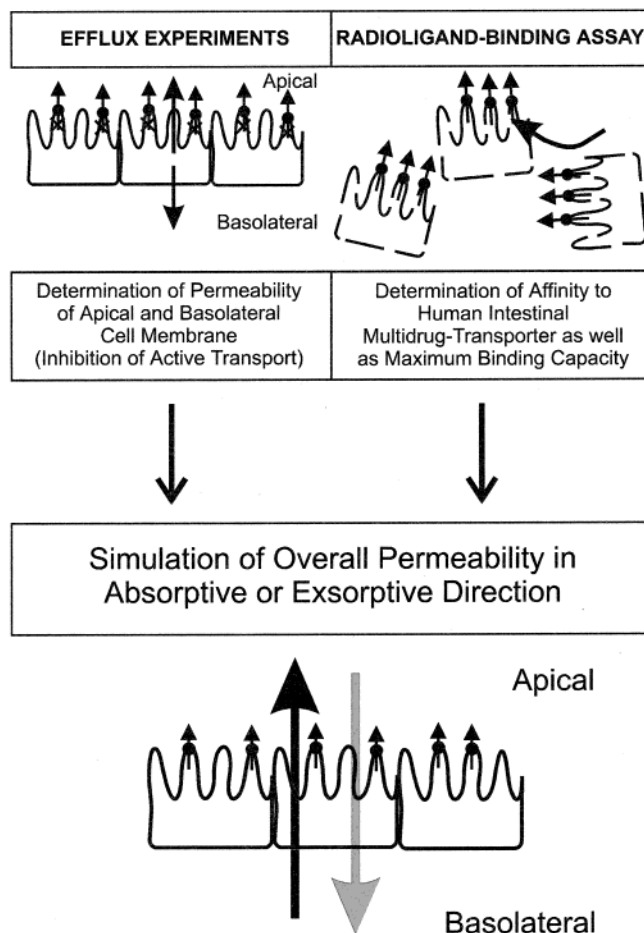 EFFLUX EXPERIMENTS
RADIOLIGAND-BINDING ASSAY
Apical
Basolateral
Determination of Permeability
of Apical and Basolateral
Cell Membrane
(Inhibition of Active Transport)
Determination of Affinity to
Human Intestinal
Multidrug-Transporter as well
as Maximum Binding Capacity
Simulation of Overall Permeability in
Absorptive or Exsorptive Direction
Apical
Basolateral